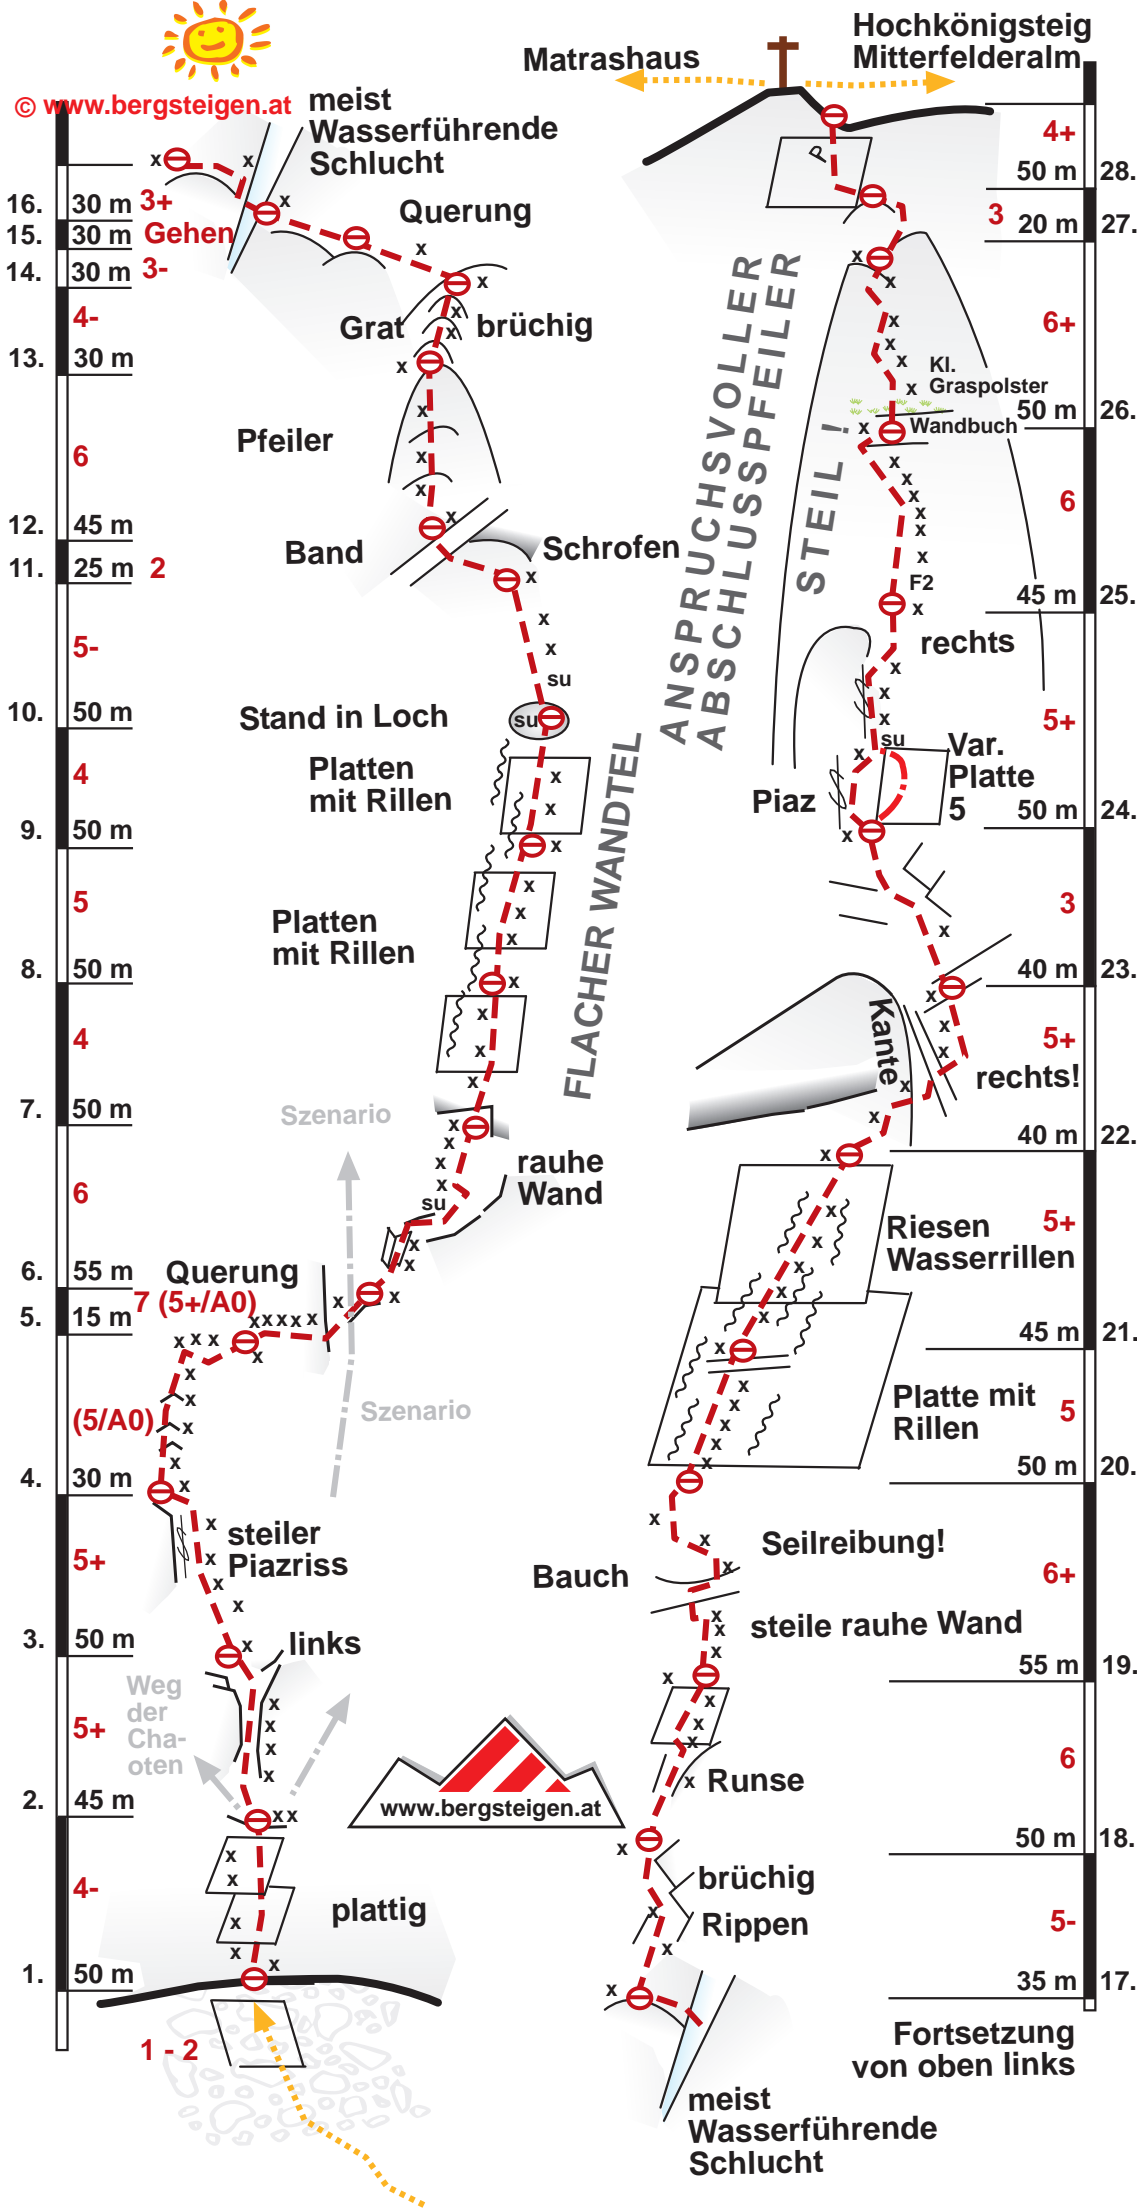 © www.bergsteigen.at
meist
Wasserführende
Schlucht
16. 30 m 3+
15. 30 m Gehen
14. 30 m 3-
Querung
4-
Grat brüchig
13. 30 m
Pfeiler
6
12. 45 m
Band
Schrofen
11. 25 m 2
5-
su
10. 50 m
Stand in Loch
su
4
Platten
mit Rillen
9. 50 m
5
Platten
mit Rillen
8. 50 m
4
7. 50 m
FLACHER WANDTEL
Szenario
rauhe
Wand
6
su
6. 55 m
Querung
7 (5+/A0)
5. 15 m
Szenario
(5/A0)
4. 30 m
steiler
Piazriss
5+
3. 50 m
links
Weg
der
Cha-
oten
5+
2. 45 m
4-
plattig
1. 50 m
1 - 2
www.bergsteigen.at
Matrashaus
Hochkönigsteig
Mitterfelderalm
4+
P
50 m 28.
3
20 m 27.
6+
Kl.
Graspolster
50 m 26.
Wandbuch
ANSPRUCHSVOLLER
ABSCHLUSSPFEILER
STEIL !
6
F2
45 m 25.
rechts
5+
su
Var.
Platte
5
Piaz
50 m 24.
3
40 m 23.
Kante
5+
rechts!
40 m 22.
5+
Riesen
Wasserrillen
45 m 21.
Platte mit
Rillen
5
50 m 20.
Seilreibung!
Bauch
6+
steile rauhe Wand
55 m 19.
6
Runse
50 m 18.
brüchig
Rippen
5-
35 m 17.
Fortsetzung
von oben links
meist
Wasserführende
Schlucht